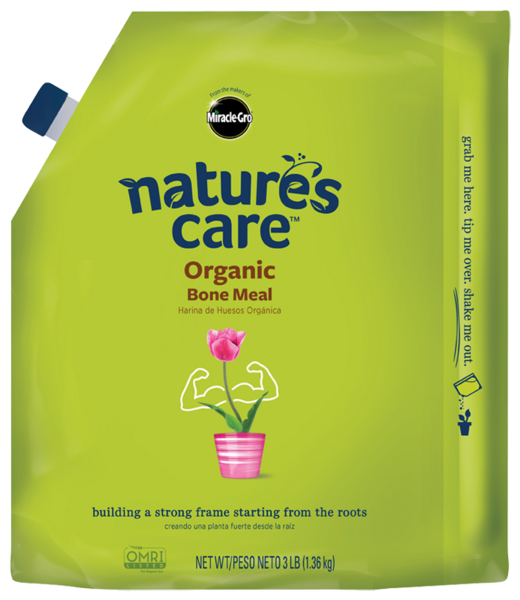 from the makers of
Miracle-Gro
nature's
care™
Organic
Bone Meal
Harina de Huesos Orgánica
grab me here. tip me over. shake me out.
building a strong frame starting from the roots
creando una planta fuerte desde la raíz
OMRI
LISTED
NET WT/PESO NETO 3 LB (1.36 kg)